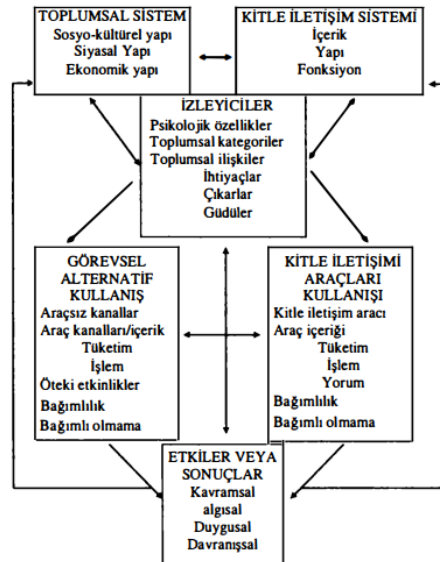 TOPLUMSAL SİSTEM
Sosyo-kültürel yapı
Siyasal Yapı
Ekonomik yapı
KİTLE İLETİŞİM SİSTEMİ
İçerik
Yapı
Fonksiyon
İZLEYİCİLER
Psikolojik özellikler
Toplumsal kategoriler
Toplumsal ilişkiler
İhtiyaçlar
Çıkarlar
Güdüler
GÖREVSEL
ALTERNATİF
KULLANIŞ
Araçsız kanallar
Araç kanalları/içerik
Tüketim
İşlem
Öteki etkinlikler
Bağımlılık
Bağımlı olmama
KİTLE İLETİŞİMİ
ARAÇLARI
KULLANIŞI
Kitle iletişim aracı
Araç içeriği
Tüketim
İşlem
Yorum
Bağımlılık
Bağımlı olmama
ETKİLER VEYA
SONUÇLAR
Kavramsal
algısal
Duygusal
Davranışsal